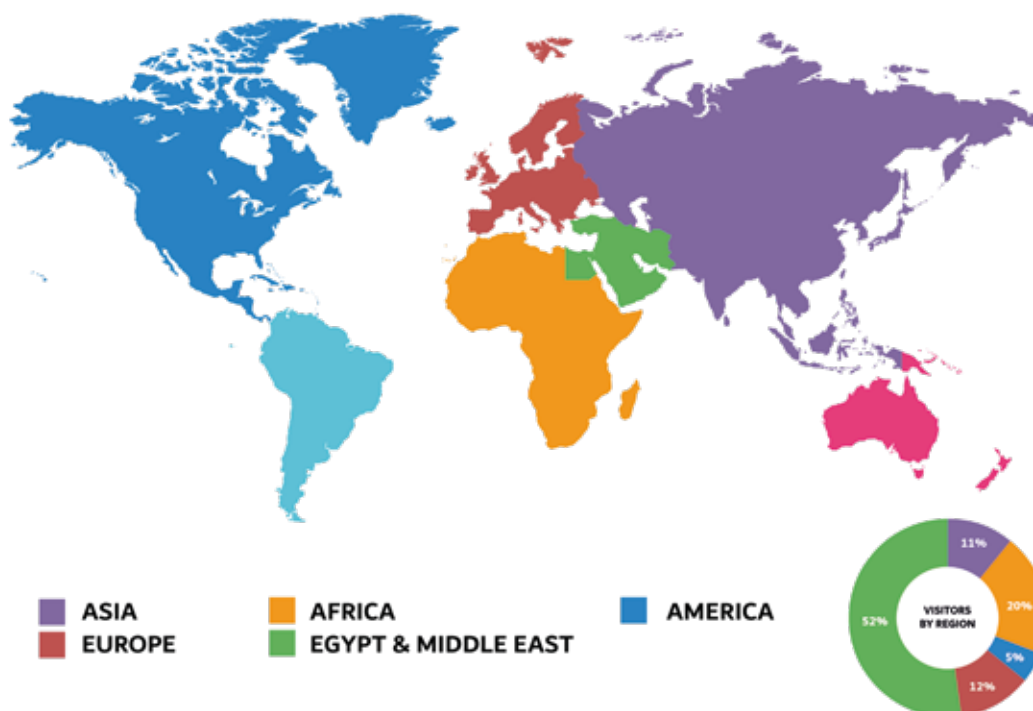 11%
20%
52%
VISITORS
BY REGION
5%
12%
ASIA
AFRICA
AMERICA
EUROPE
EGYPT & MIDDLE EAST